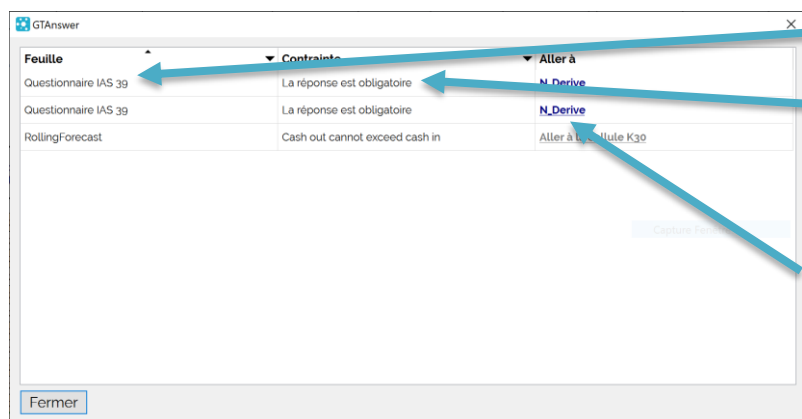 GTAnswer
Feuille Contrainte Aller à
Questionnaire IAS 39 La réponse est obligatoire N_Derive
Questionnaire IAS 39 La réponse est obligatoire N_Derive
RollingForecast Cash out cannot exceed cash in Aller à la cellule K30
Capture
Fermer